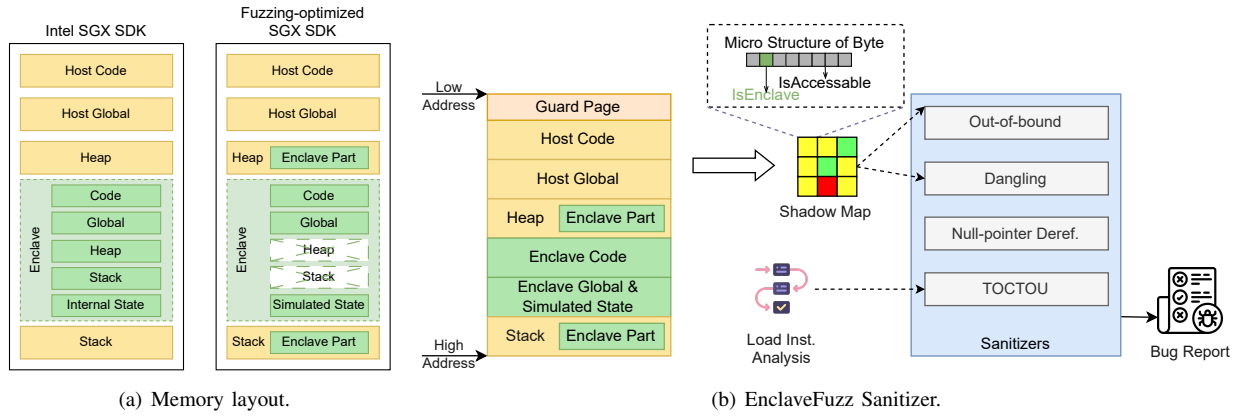 Intel SGX SDK
Host Code
Host Global
Heap
Enclave
Code
Global
Heap
Stack
Internal State
Stack
Fuzzing-optimized
SGX SDK
Host Code
Host Global
Heap
Enclave Part
Enclave
Code
Global
Heap
Stack
Simulated State
Stack
Enclave Part
(a) Memory layout.
Low
Address
High
Address
Guard Page
Host Code
Host Global
Heap
Enclave Part
Enclave Code
Enclave Global &
Simulated State
Stack
Enclave Part
Micro Structure of Byte
IsAccessable
IsEnclave
Shadow Map
Load Inst.
Analysis
Out-of-bound
Dangling
Null-pointer Deref.
TOCTOU
Sanitizers
Bug Report
(b) EnclaveFuzz Sanitizer.